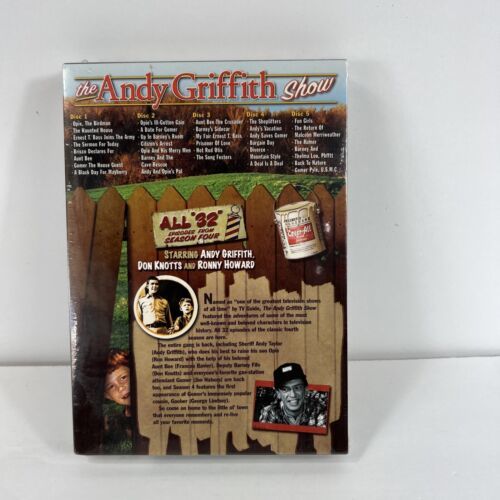 the Andy Griffith Show
Disc 1
Opie, The Birdman
The Haunted House
Ernest T. Bass Joins The Army
The Sermon For Today
Briscoe Declares For
Aunt Bee
Gomer The House Guest
A Black Day For Mayberry
Disc 2
Opie's Ill-Gotten Gain
A Date For Gomer
Up In Barney's Room
Citizen's Arrest
Opie And His Merry Men
Barney And The
Cave Rescue
Andy And Opie's Pal
Disc 3
Aunt Bee The Crusader
Barney's Sidecar
My Fair Ernest T. Bass
Prisoner Of Love
Hot Rod Otis
The Song Festers
Disc 4
The Shoplifters
Andy's Vacation
Andy Saves Gomer
Bargain Day
Divorce
Mountain Style
A Deal Is A Deal
Disc 5
Fun Girls
The Return Of
Malcolm Merriweather
The Rumor
Barney And
Thelma Lou, Phfftt
Back To Nature
Gomer Pyle, U.S.M.C.
ALL "32"
EPISODES FROM
SEASON FOUR
Cover-All
STARRING ANDY GRIFFITH,
DON KNOTTS AND RONNY HOWARD
Named as "one of the greatest television shows
of all time" by TV Guide, The Andy Griffith Show
featured the adventures of some of the most
well-known and beloved characters in television
history. All 32 episodes of the classic fourth
season are here.
The entire gang is back, including Sheriff Andy Taylor
(Andy Griffith), who does his best to raise his son Opie
(Ron Howard) with the help of his beloved
Aunt Bee (Frances Bavier). Deputy Barney Fife
(Don Knotts) and everyone's favorite gas-station
attendant Gomer (Jim Nabors) are back
too, and Season 4 features the first
appearance of Gomer's immensely popular
cousin, Goober (George Lindsey).
So come on home to the little ol' town
that everyone remembers and re-live
all your favorite moments.